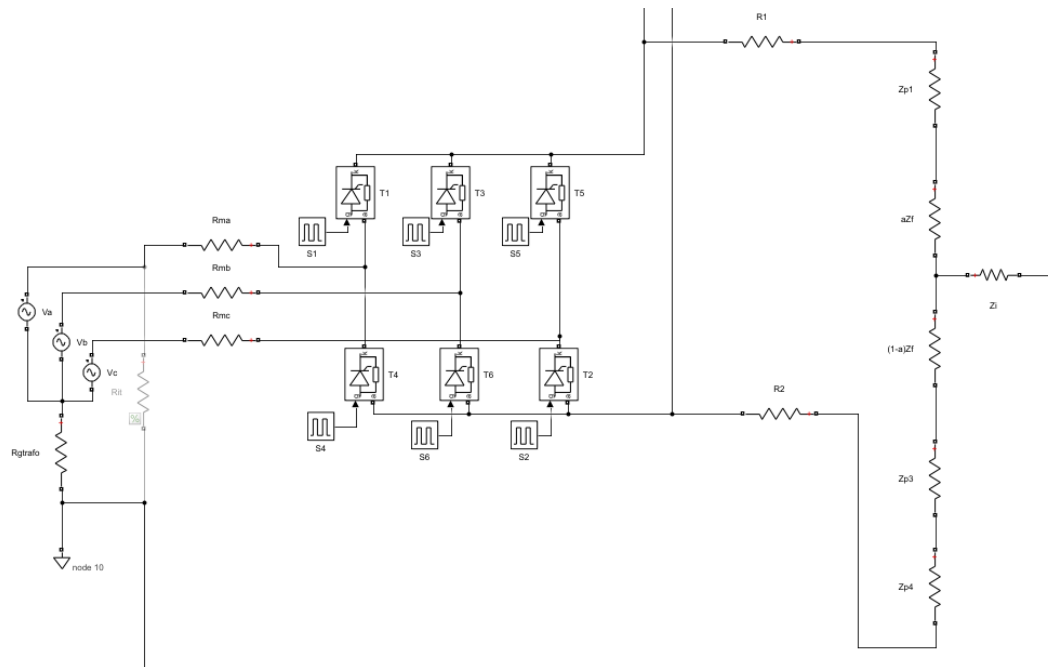 R1
Zp1
T1
T3
T5
aZf
Rma
S1
S3
S5
Rmb
Zi
Va
Rmc
Vb
(1-a)Zf
Vc
T4
T6
T2
Rit
%
R2
S4
S6
S2
Rgtrafo
Zp3
node 10
Zp4